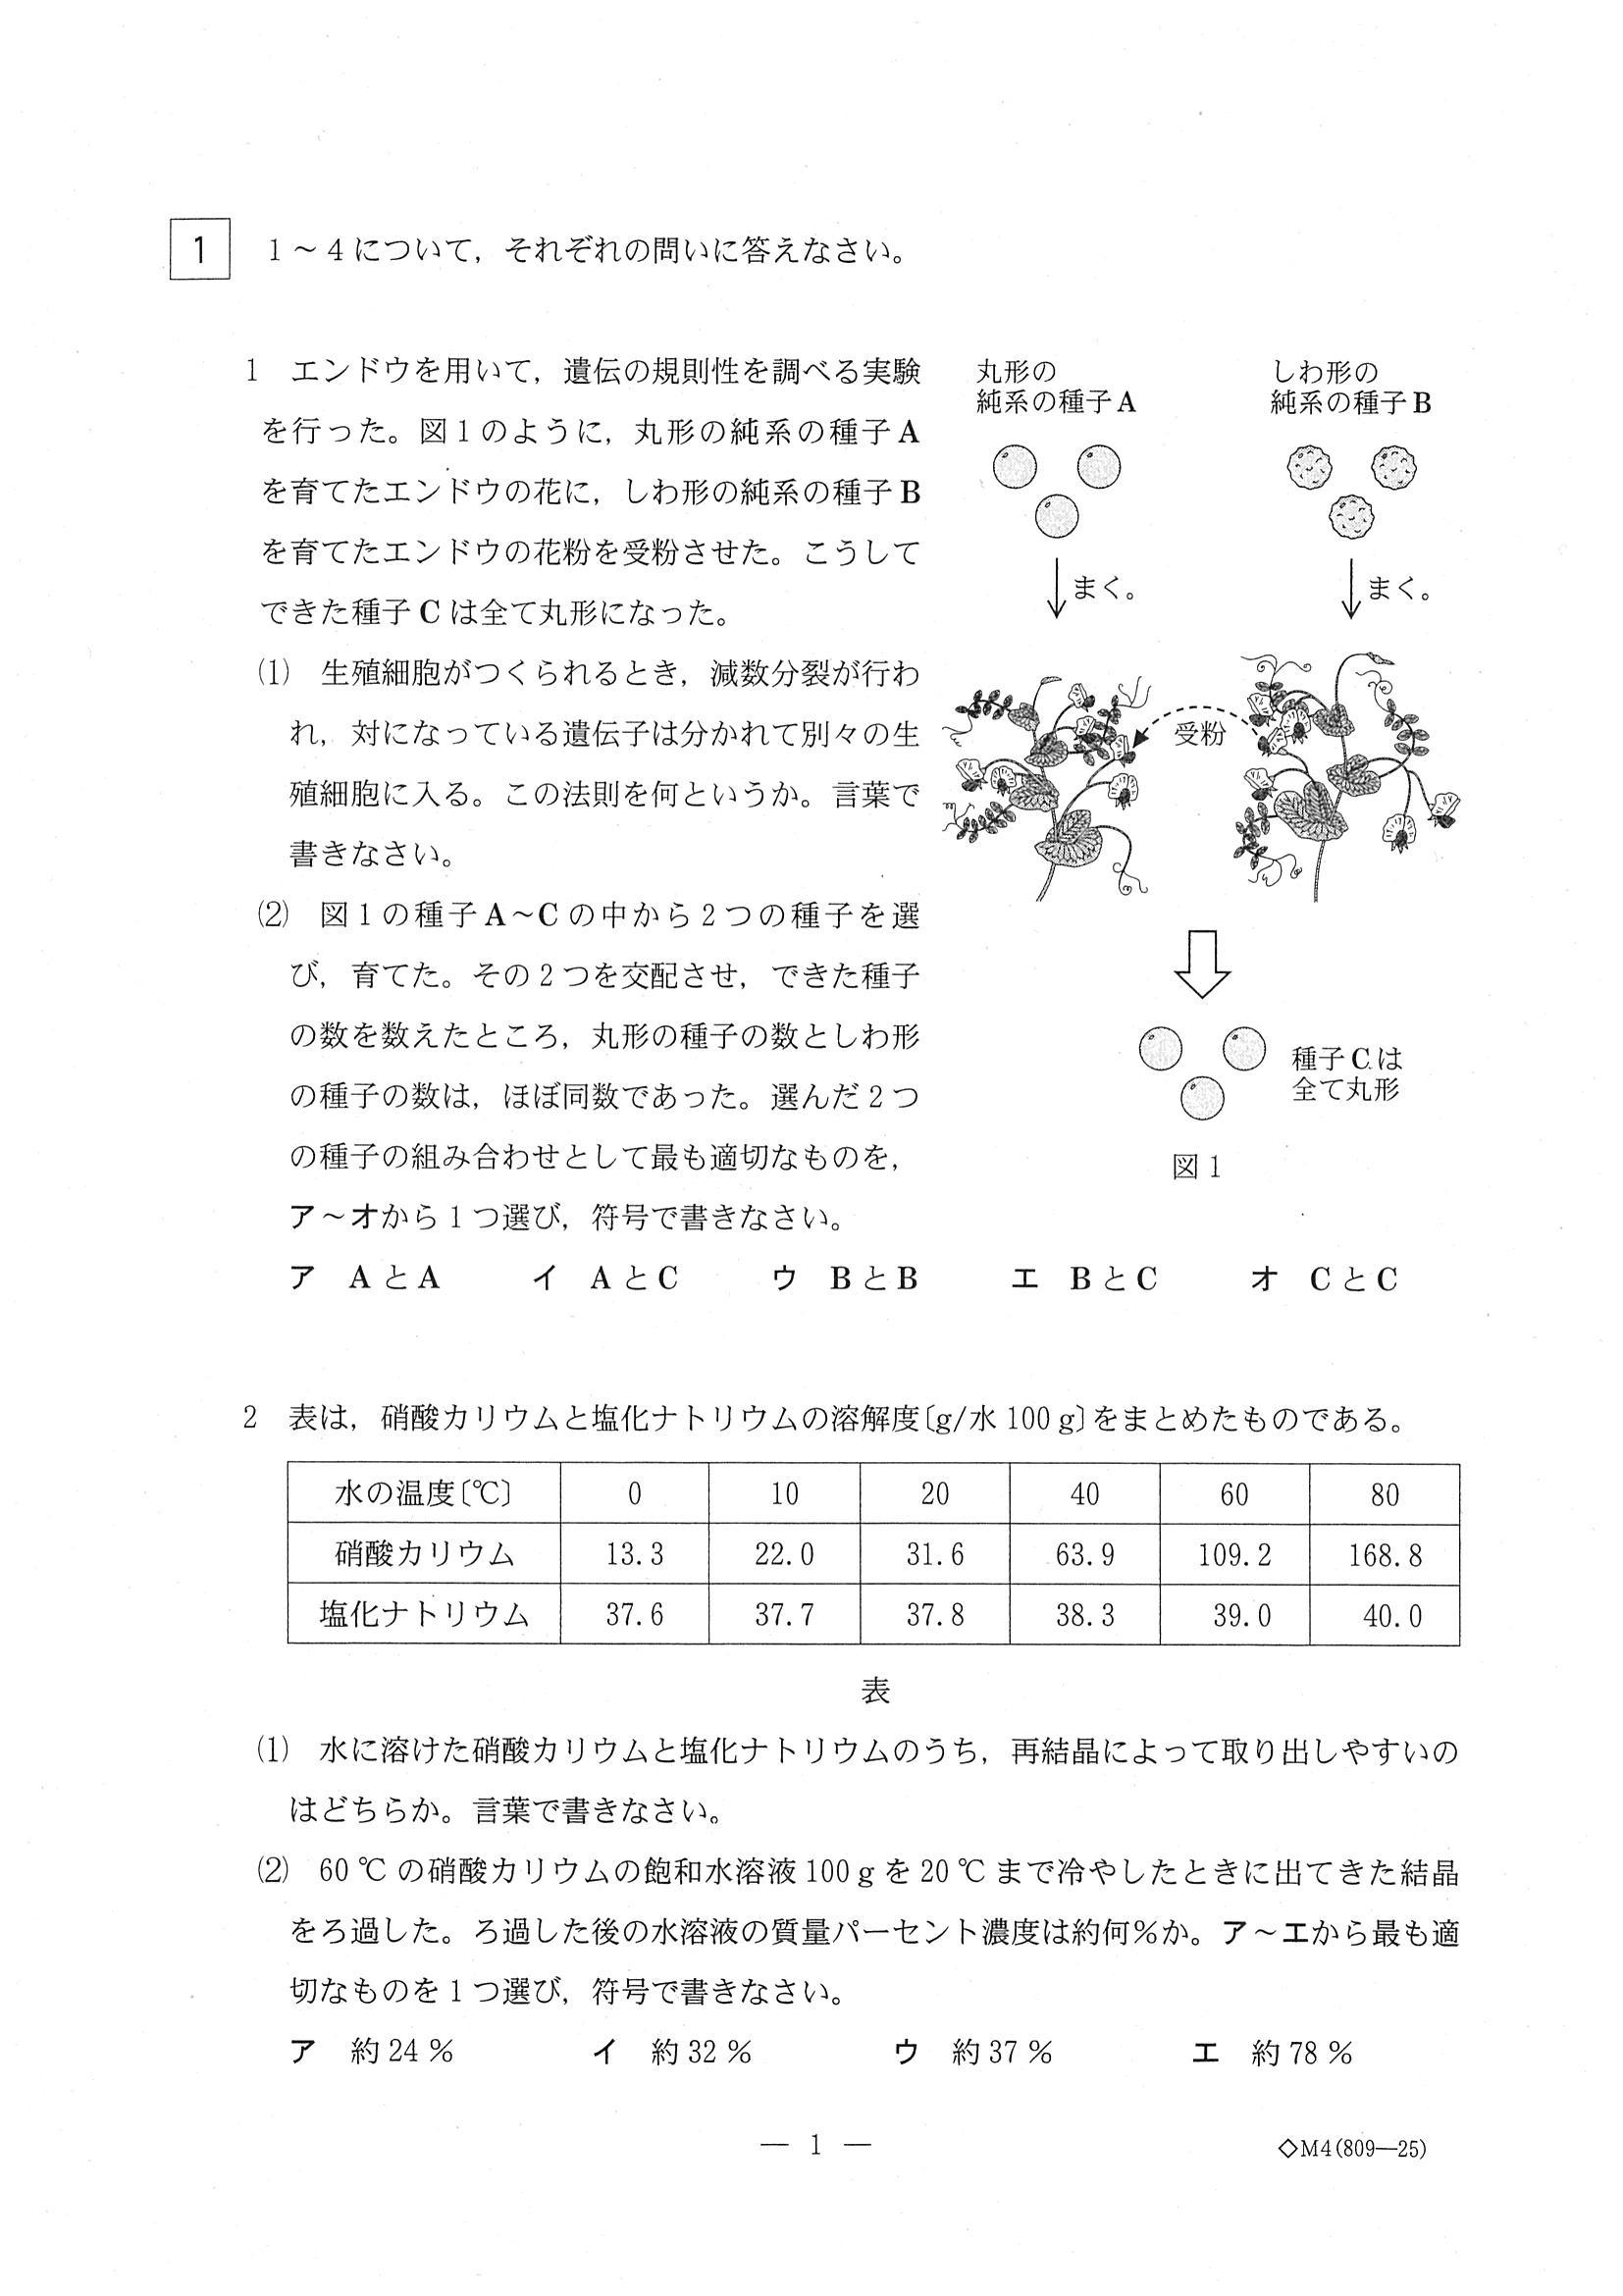 1 1～4について，それぞれの問いに答えなさい。
1 エンドウを用いて，遺伝の規則性を調べる実験
を行った。図1のように，丸形の純系の種子A
を育てたエンドウの花に，しわ形の純系の種子B
を育てたエンドウの花粉を受粉させた。こうして
できた種子Cは全て丸形になった。
⑴ 生殖細胞がつくられるとき，減数分裂が行わ
れ，対になっている遺伝子は分かれて別々の生
殖細胞に入る。この法則を何というか。言葉で
書きなさい。
⑵ 図1の種子A～Cの中から2つの種子を選
び，育てた。その2つを交配させ，できた種子
の数を数えたところ，丸形の種子の数としわ形
の種子の数は，ほぼ同数であった。選んだ2つ
の種子の組み合わせとして最も適切なものを，
ア～オから1つ選び，符号で書きなさい。
ア AとA イ AとC ウ BとB エ BとC オ CとC
丸形の
純系の種子A
しわ形の
純系の種子B
まく。 まく。
受粉
種子Cは
全て丸形
図1
2 表は，硝酸カリウムと塩化ナトリウムの溶解度〔g/水100g〕をまとめたものである。
水の温度〔℃〕 0 10 20 40 60 80
硝酸カリウム 13.3 22.0 31.6 63.9 109.2 168.8
塩化ナトリウム 37.6 37.7 37.8 38.3 39.0 40.0
表
⑴ 水に溶けた硝酸カリウムと塩化ナトリウムのうち，再結晶によって取り出しやすいの
はどちらか。言葉で書きなさい。
⑵ 60℃の硝酸カリウムの飽和水溶液100gを20℃まで冷やしたときに出てきた結晶
をろ過した。ろ過した後の水溶液の質量パーセント濃度は約何％か。ア～エから最も適
切なものを1つ選び，符号で書きなさい。
ア 約24％ イ 約32％ ウ 約37％ エ 約78％
― 1 ―
◇M4(809—25)